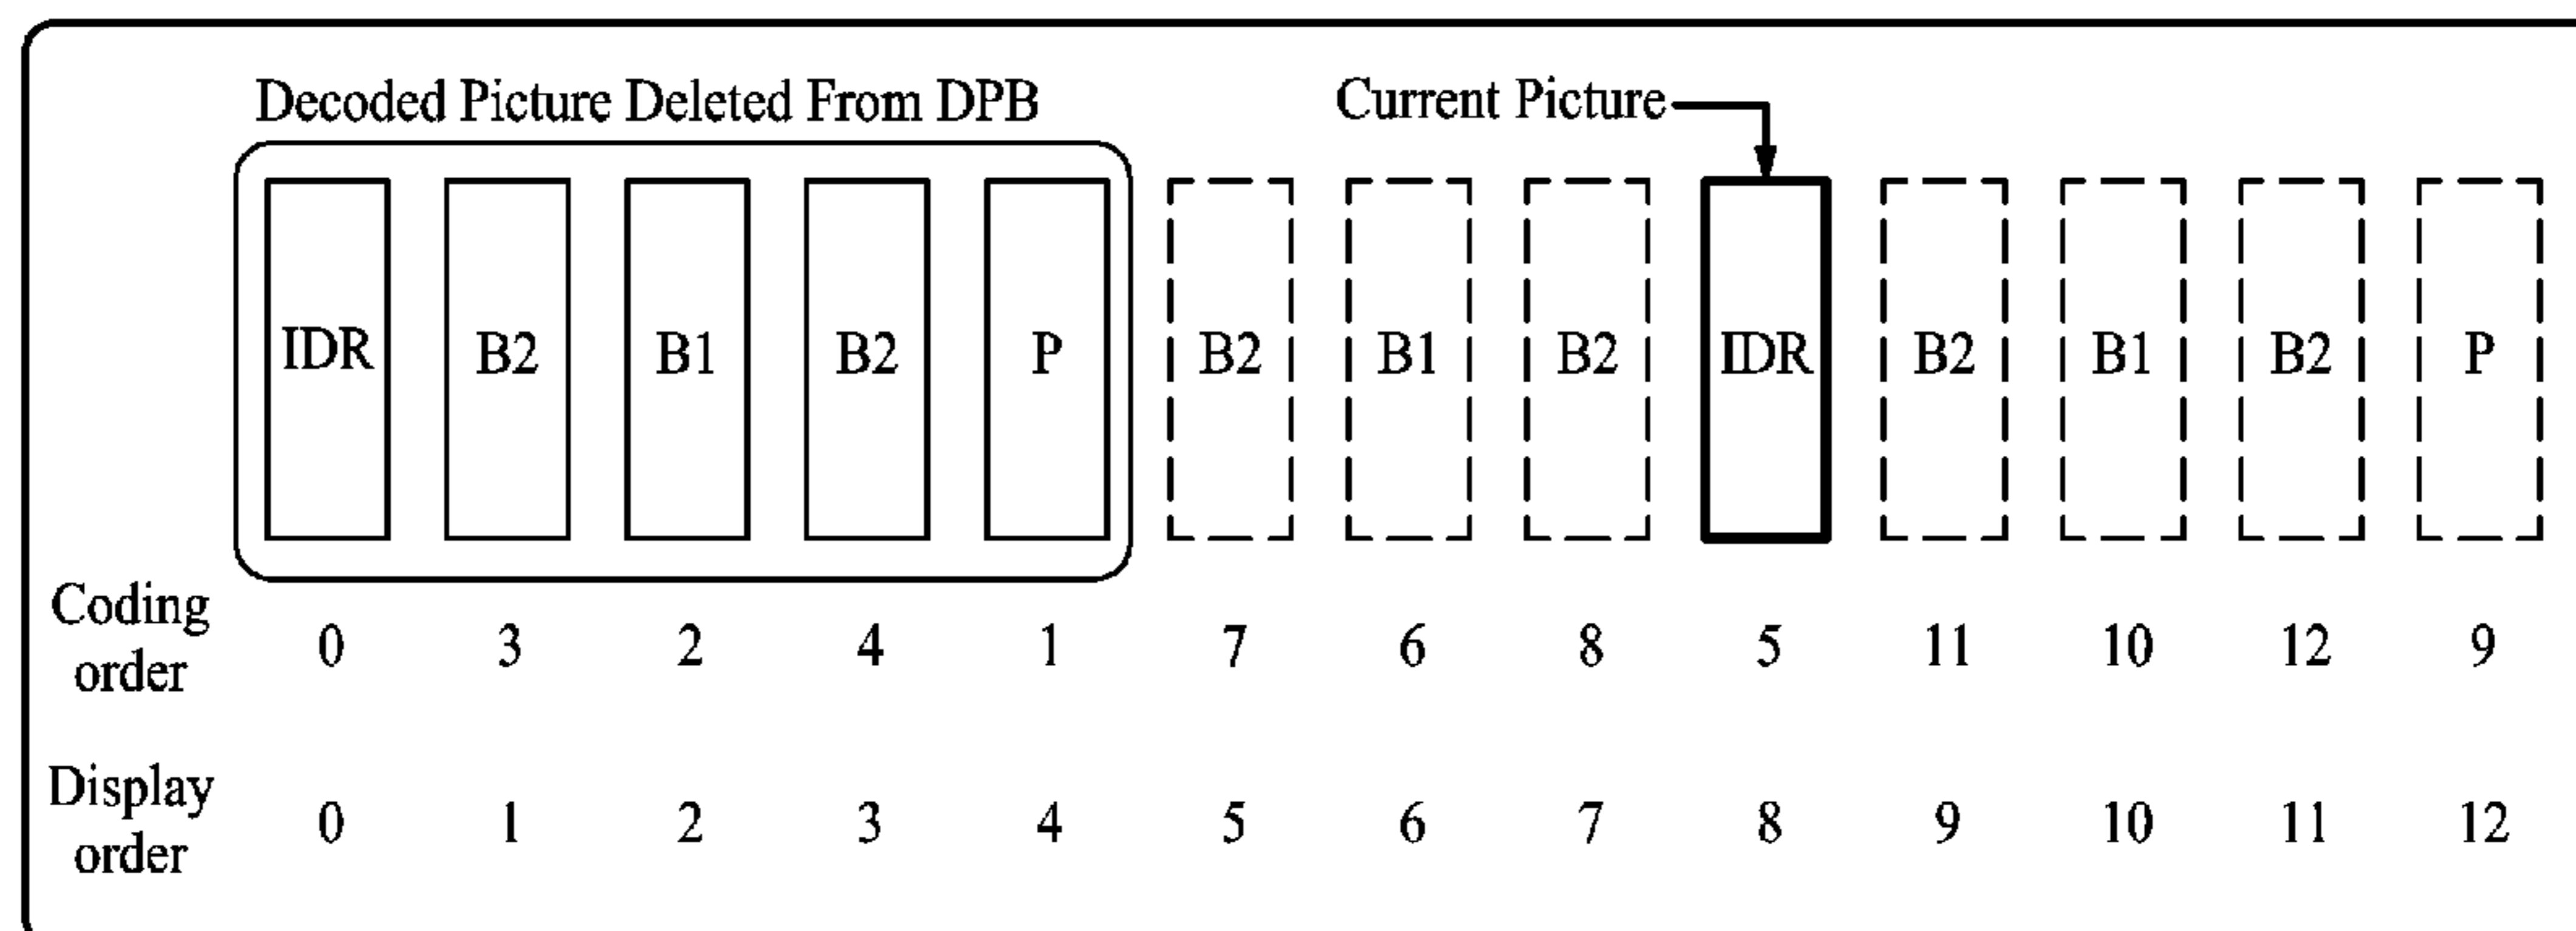 Decoded Picture Deleted From DPB
Current Picture
IDR B2 B1 B2 P B2 B1 B2 IDR B2 B1 B2 P
Coding order 0 3 2 4 1 7 6 8 5 11 10 12 9
Display order 0 1 2 3 4 5 6 7 8 9 10 11 12